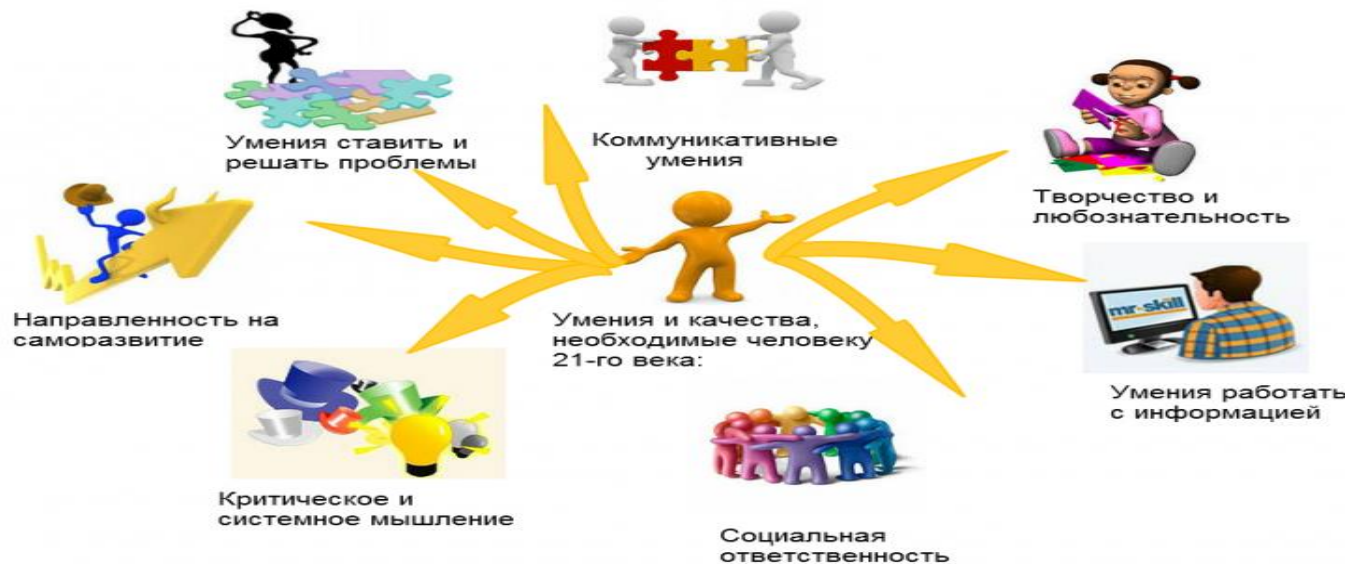 Умения ставить и
решать проблемы
Коммуникативные
умения
Творчество и
любознательность
mr-skill
Направленность на
саморазвитие
Умения и качества,
необходимые человеку
21-го века:
Умения работать
с информацией
Критическое и
системное мышление
Социальная
ответственность